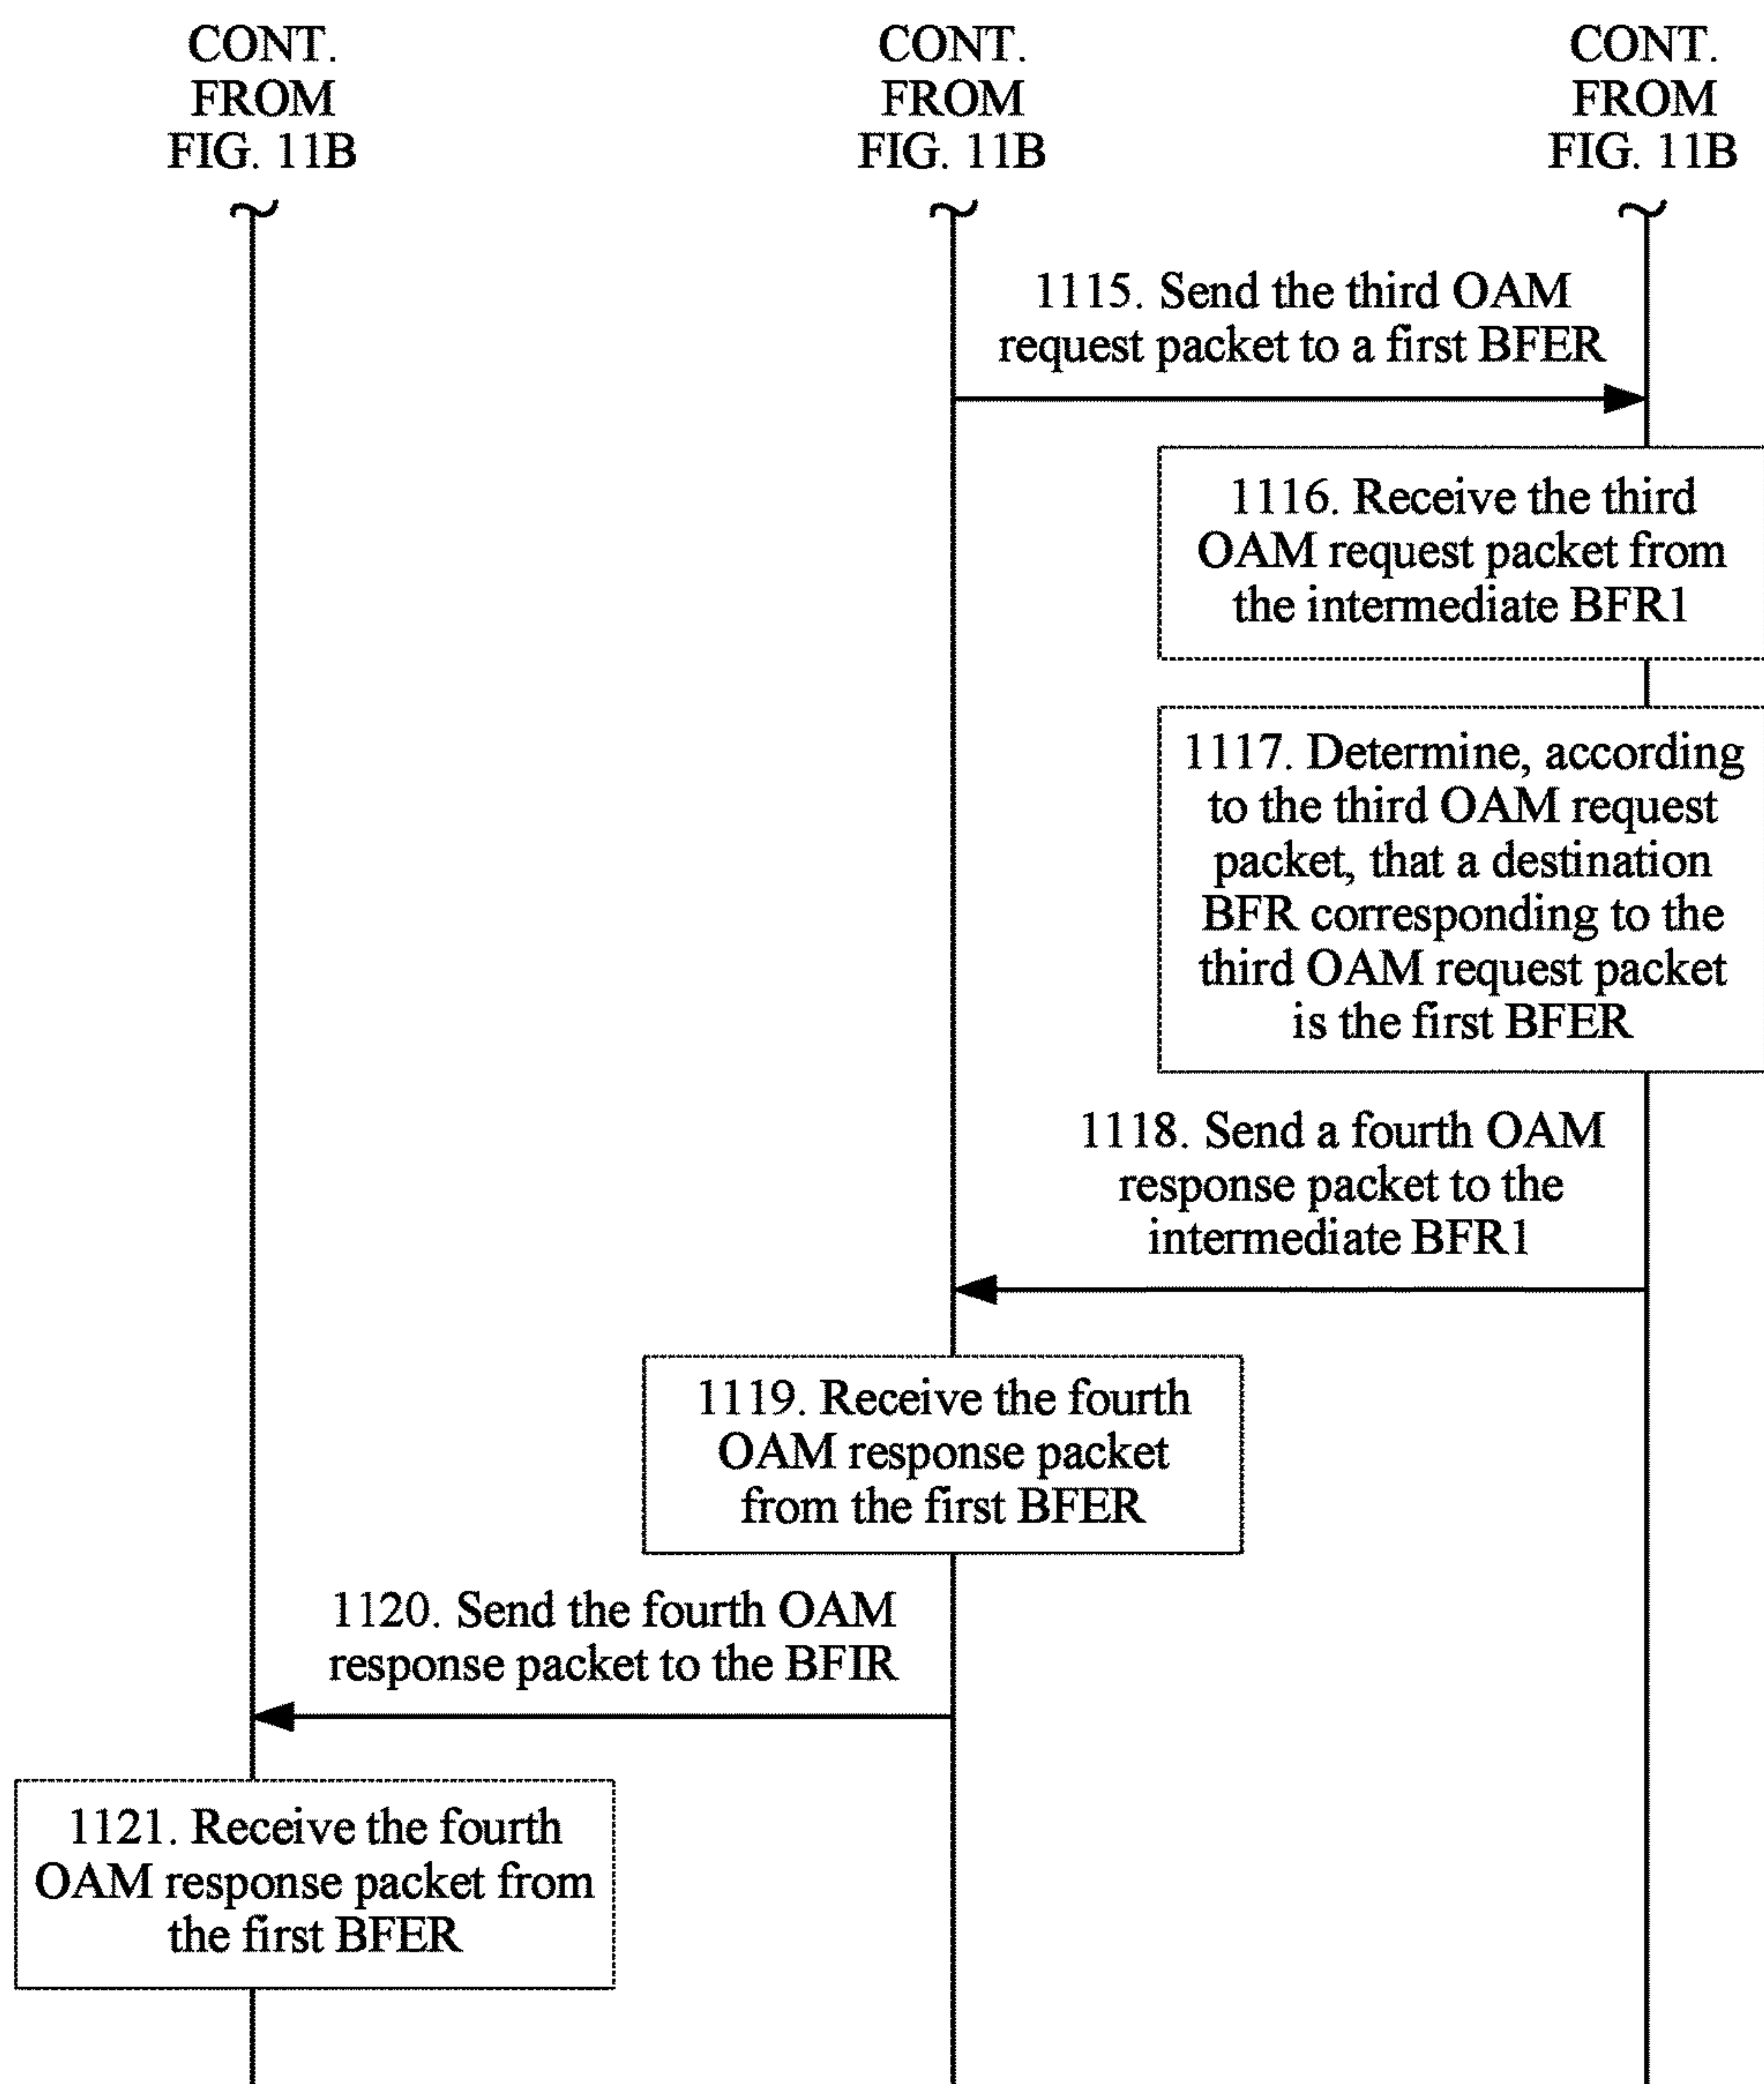 CONT.
FROM
FIG. 11B
CONT.
FROM
FIG. 11B
CONT.
FROM
FIG. 11B
1115. Send the third OAM
request packet to a first BFER
1116. Receive the third
OAM request packet from
the intermediate BFR1
1117. Determine, according
to the third OAM request
packet, that a destination
BFR corresponding to the
third OAM request packet
is the first BFER
1118. Send a fourth OAM
response packet to the
intermediate BFR1
1119. Receive the fourth
OAM response packet
from the first BFER
1120. Send the fourth OAM
response packet to the BFIR
1121. Receive the fourth
OAM response packet from
the first BFER